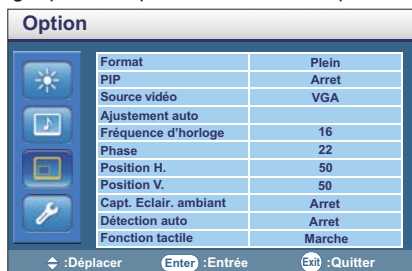 Option
Format Plein
PIP Arret
Source vidéo VGA
Ajustement auto
Fréquence d’horloge 16
Phase 22
Position H. 50
Position V. 50
Capt. Eclair. ambiant Arret
Détection auto Arret
Fonction tactile Marche
:Déplacer Enter :Entrée Exit :Quitter